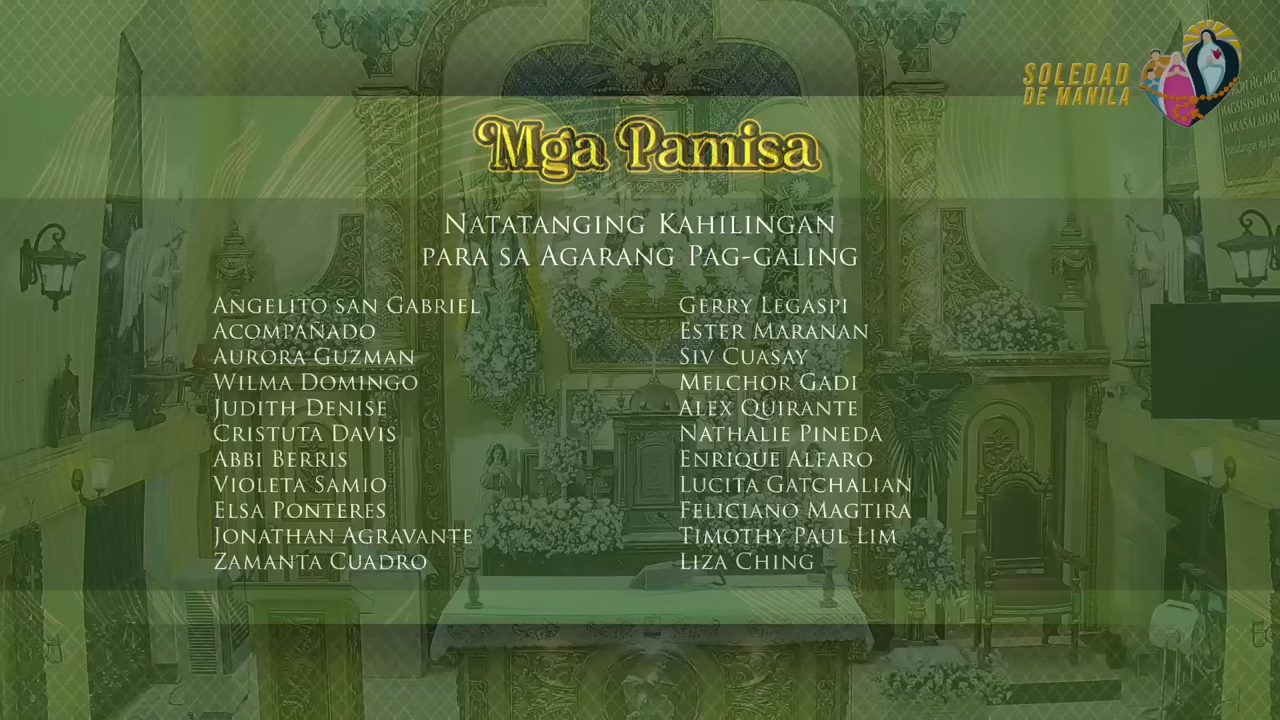 SOLEDAD
DE MANILA
Mga Pamisa
NATATANGING KAHILINGAN
PARA SA AGARANG PAG-GALING
ANGELITO SAN GABRIEL
ACOMPAÑADO
AURORA GUZMAN
WILMA DOMINGO
JUDITH DENISE
CRISTUTA DAVIS
ABBI BERRIS
VIOLETA SAMIO
ELSA PONTERES
JONATHAN AGRAVANTE
ZAMANTA CUADRO
GERRY LEGASPI
ESTER MARANAN
SIV CUASAY
MELCHOR GADI
ALEX QUIRANTE
NATHALIE PINEDA
ENRIQUE ALFARO
LUCITA GATCHALIAN
FELICIANO MAGTIRA
TIMOTHY PAUL LIM
LIZA CHING